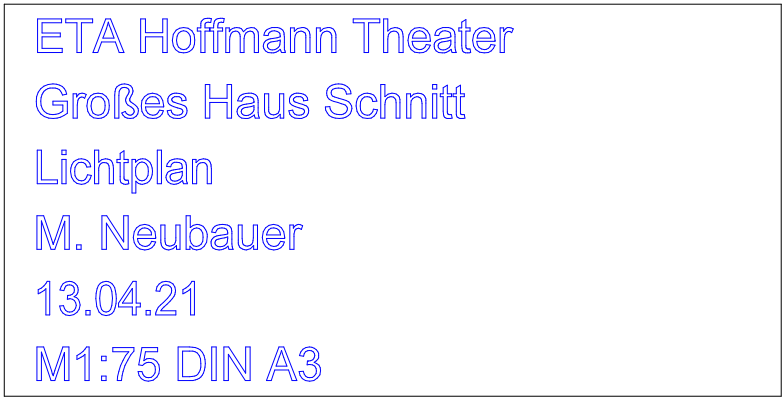 ETA Hoffmann Theater
Großes Haus Schnitt
Lichtplan
M. Neubauer
13.04.21
M1:75 DIN A3